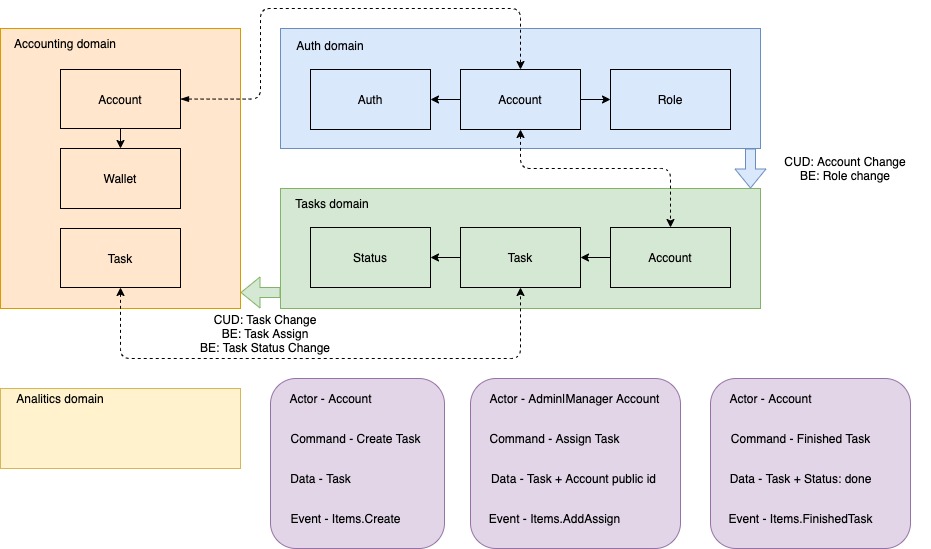 Accounting domain
Account
Wallet
Task
Auth domain
Auth
Account
Role
CUD: Account Change
BE: Role change
Tasks domain
Status
Task
Account
CUD: Task Change
BE: Task Assign
BE: Task Status Change
Analitics domain
Actor - Account
Command - Create Task
Data - Task
Event - Items.Create
Actor - Admin|Manager Account
Command - Assign Task
Data - Task + Account public id
Event - Items.AddAssign
Actor - Account
Command - Finished Task
Data - Task + Status: done
Event - Items.FinishedTask